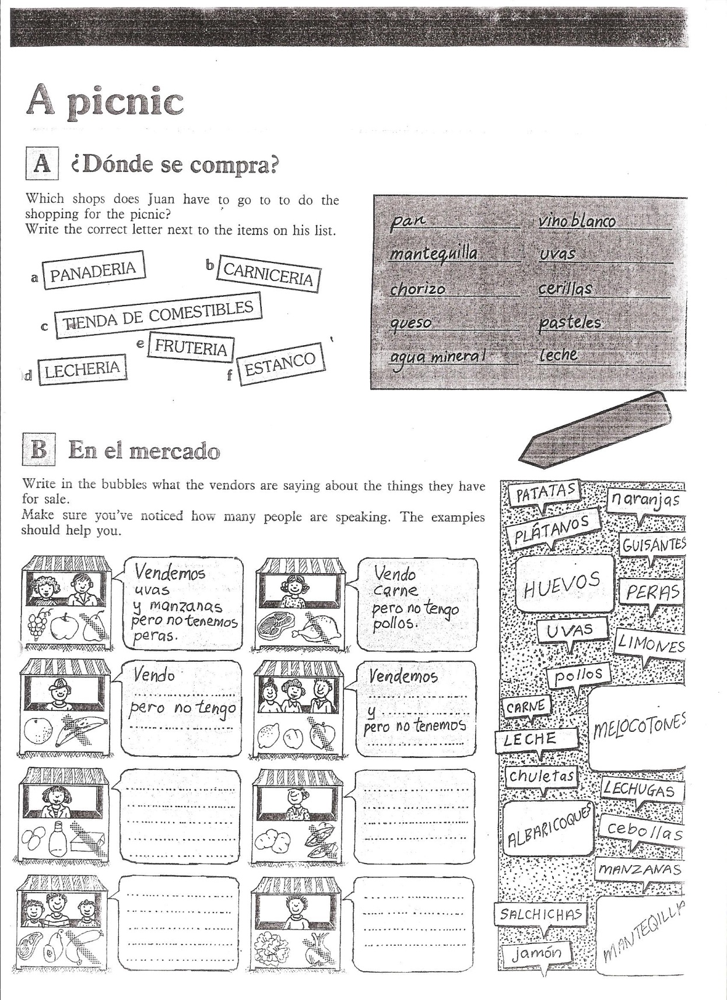 A picnic
A ¿Dónde se compra?
Which shops does Juan have to go to to do the
shopping for the picnic?
Write the correct letter next to the items on his list.
a PANADERIA
b CARNICERIA
c TIENDA DE COMESTIBLES
e FRUTERIA
d LECHERIA
f ESTANCO
pan vino blanco
mantequilla uvas
chorizo cerillas
queso pasteles
agua mineral leche
B En el mercado
Write in the bubbles what the vendors are saying about the things they have
for sale.
Make sure you've noticed how many people are speaking. The examples
should help you.
Vendemos
uvas
y manzanas
pero no tenemos
peras.
Vendo
carne
pero no tengo
pollos.
Vendo
pero no tengo
Vendemos
y
pero no tenemos
PATATAS
naranjas
PLÁTANOS
GUISANTES
HUEVOS
PERAS
UVAS
LIMONES
pollos
CARNE
MELOCOTONES
LECHE
chuletas
LECHUGAS
ALBARICOQUES
cebollas
MANZANAS
SALCHICHAS
MANTEQILLA
jamón